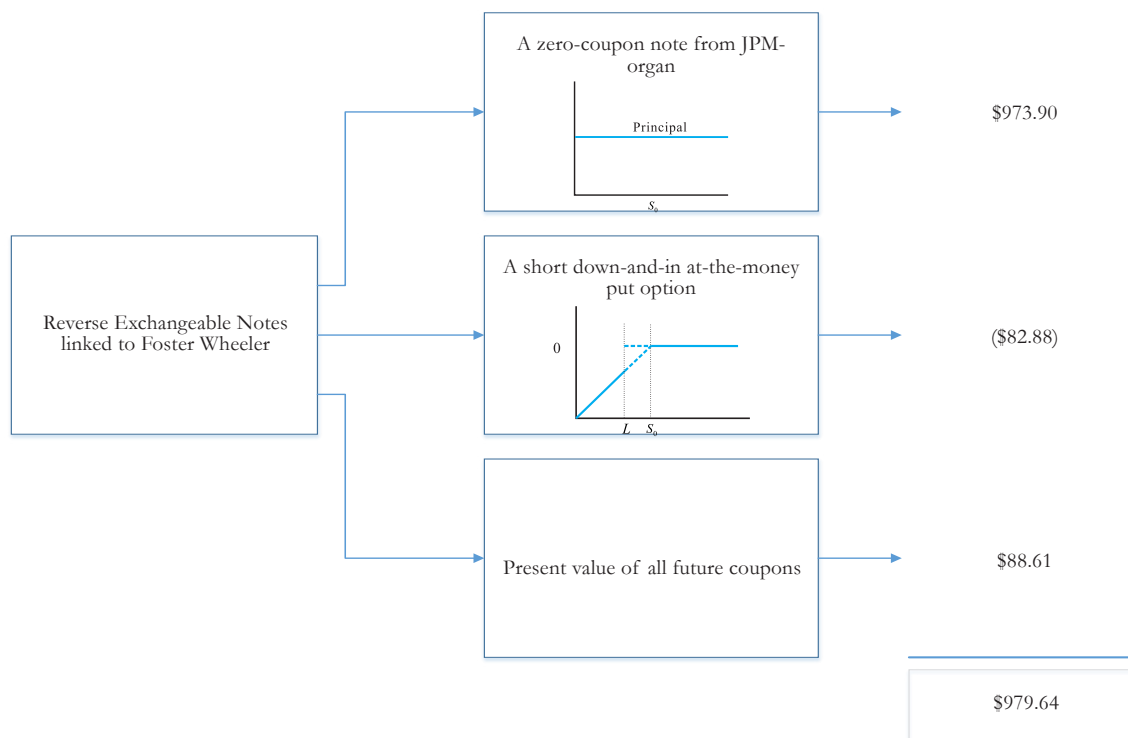 A zero-coupon note from JPM-
organ
Principal
S₀
$973.90
Reverse Exchangeable Notes
linked to Foster Wheeler
A short down-and-in at-the-money
put option
0
L S₀
($82.88)
Present value of all future coupons
$88.61
$979.64